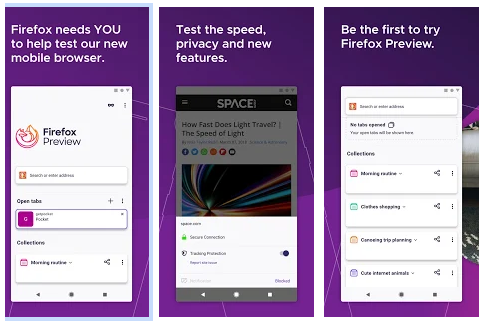 Firefox needs YOU
to help test our new
mobile browser.
Firefox
Preview
Search or enter address
Open tabs
getpocket
Pocket
Collections
Morning routine
Test the speed,
privacy and new
features.
SPACE
How Fast Does Light Travel? |
The Speed of Light
space.com
Secure Connection
Tracking Protection
Report site issue
Blocked
Be the first to try
Firefox Preview.
Search or enter address
No tabs opened
Your open tabs will be shown here.
Collections
Morning routine
Clothes shopping
Canoeing trip planning
Cute internet animals